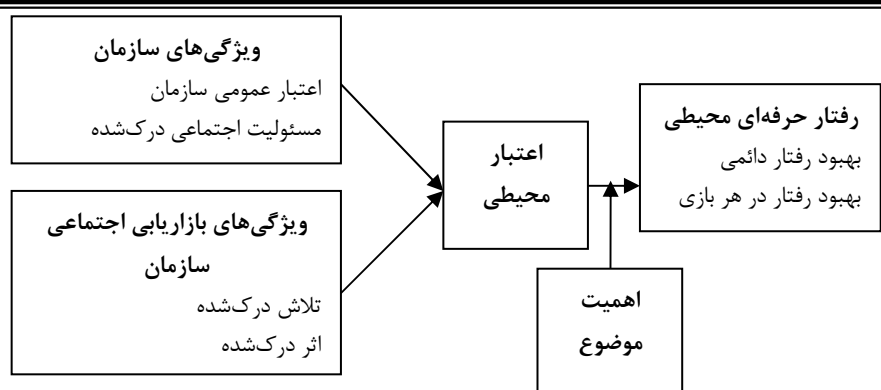 ویژگی‌های سازمان
اعتبار عمومی سازمان
مسئولیت اجتماعی درک‌شده
ویژگی‌های بازاریابی اجتماعی
سازمان
تلاش درک‌شده
اثر درک‌شده
اعتبار
محیطی
رفتار حرفه‌ای محیطی
بهبود رفتار دائمی
بهبود رفتار در هر بازی
اهمیت
موضوع